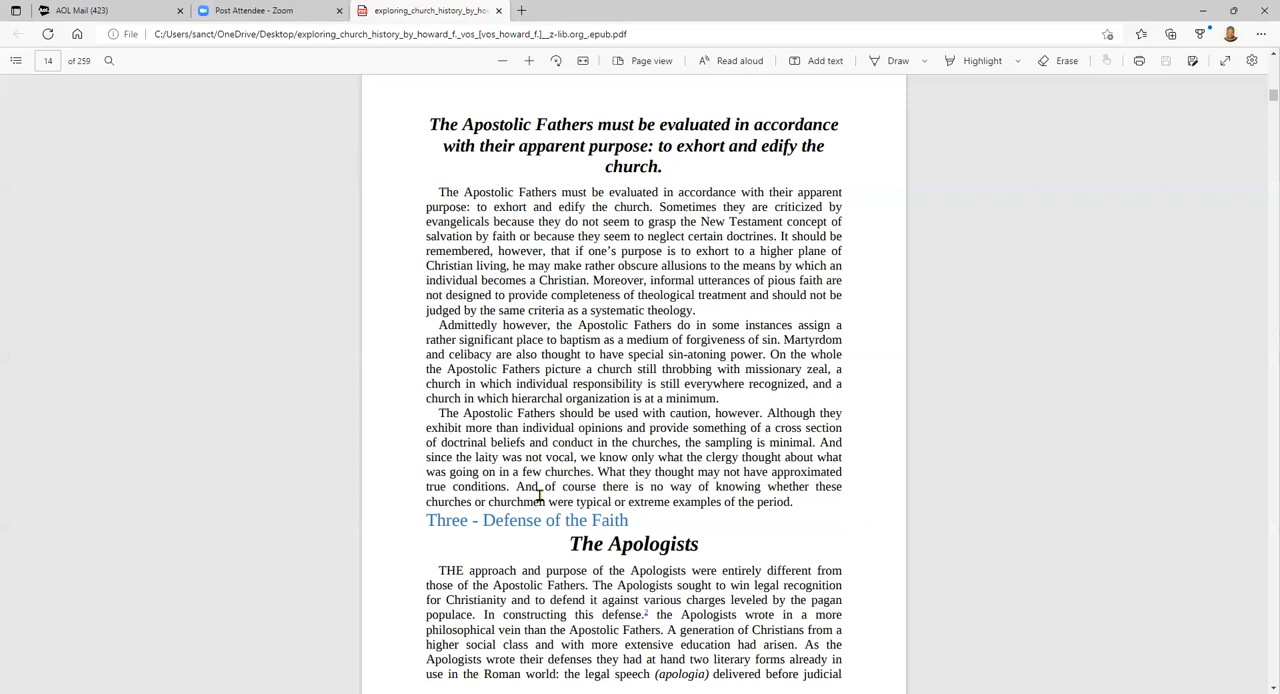 AOL Mail (423)
Post Attendee - Zoom
exploring_church_history_by_ho
File
C:/Users/sanct/OneDrive/Desktop/exploring_church_history_by_howard_f._vos_[vos_howard_f.]__z-lib.org_.epub.pdf
14 of 259
Page view
Read aloud
Add text
Draw
Highlight
Erase
The Apostolic Fathers must be evaluated in accordance
with their apparent purpose: to exhort and edify the
church.
The Apostolic Fathers must be evaluated in accordance with their apparent
purpose: to exhort and edify the church. Sometimes they are criticized by
evangelicals because they do not seem to grasp the New Testament concept of
salvation by faith or because they seem to neglect certain doctrines. It should be
remembered, however, that if one's purpose is to exhort to a higher plane of
Christian living, he may make rather obscure allusions to the means by which an
individual becomes a Christian. Moreover, informal utterances of pious faith are
not designed to provide completeness of theological treatment and should not be
judged by the same criteria as a systematic theology.
Admittedly however, the Apostolic Fathers do in some instances assign a
rather significant place to baptism as a medium of forgiveness of sin. Martyrdom
and celibacy are also thought to have special sin-atoning power. On the whole
the Apostolic Fathers picture a church still throbbing with missionary zeal, a
church in which individual responsibility is still everywhere recognized, and a
church in which hierarchal organization is at a minimum.
The Apostolic Fathers should be used with caution, however. Although they
exhibit more than individual opinions and provide something of a cross section
of doctrinal beliefs and conduct in the churches, the sampling is minimal. And
since the laity was not vocal, we know only what the clergy thought about what
was going on in a few churches. What they thought may not have approximated
true conditions. And of course there is no way of knowing whether these
churches or churchmen were typical or extreme examples of the period.
Three - Defense of the Faith
The Apologists
THE approach and purpose of the Apologists were entirely different from
those of the Apostolic Fathers. The Apologists sought to win legal recognition
for Christianity and to defend it against various charges leveled by the pagan
populace. In constructing this defense.2 the Apologists wrote in a more
philosophical vein than the Apostolic Fathers. A generation of Christians from a
higher social class and with more extensive education had arisen. As the
Apologists wrote their defenses they had at hand two literary forms already in
use in the Roman world: the legal speech (apologia) delivered before judicial